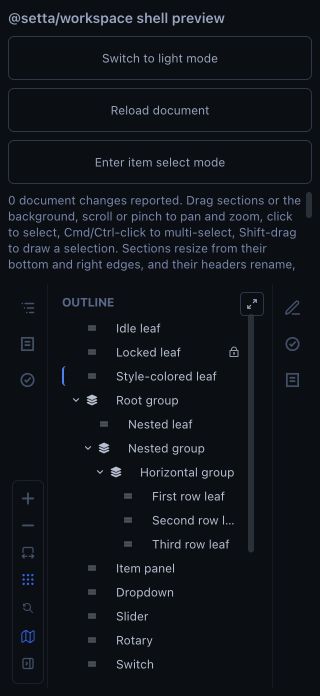 @setta/workspace shell preview
Switch to light mode
Reload document
Enter item select mode
0 document changes reported. Drag sections or the
background, scroll or pinch to pan and zoom, click
to select, Cmd/Ctrl-click to multi-select, Shift-drag
to draw a selection. Sections resize from their
bottom and right edges, and their headers rename,
OUTLINE
Idle leaf
Locked leaf
Style-colored leaf
Root group
Nested leaf
Nested group
Horizontal group
First row leaf
Second row l...
Third row leaf
Item panel
Dropdown
Slider
Rotary
Switch